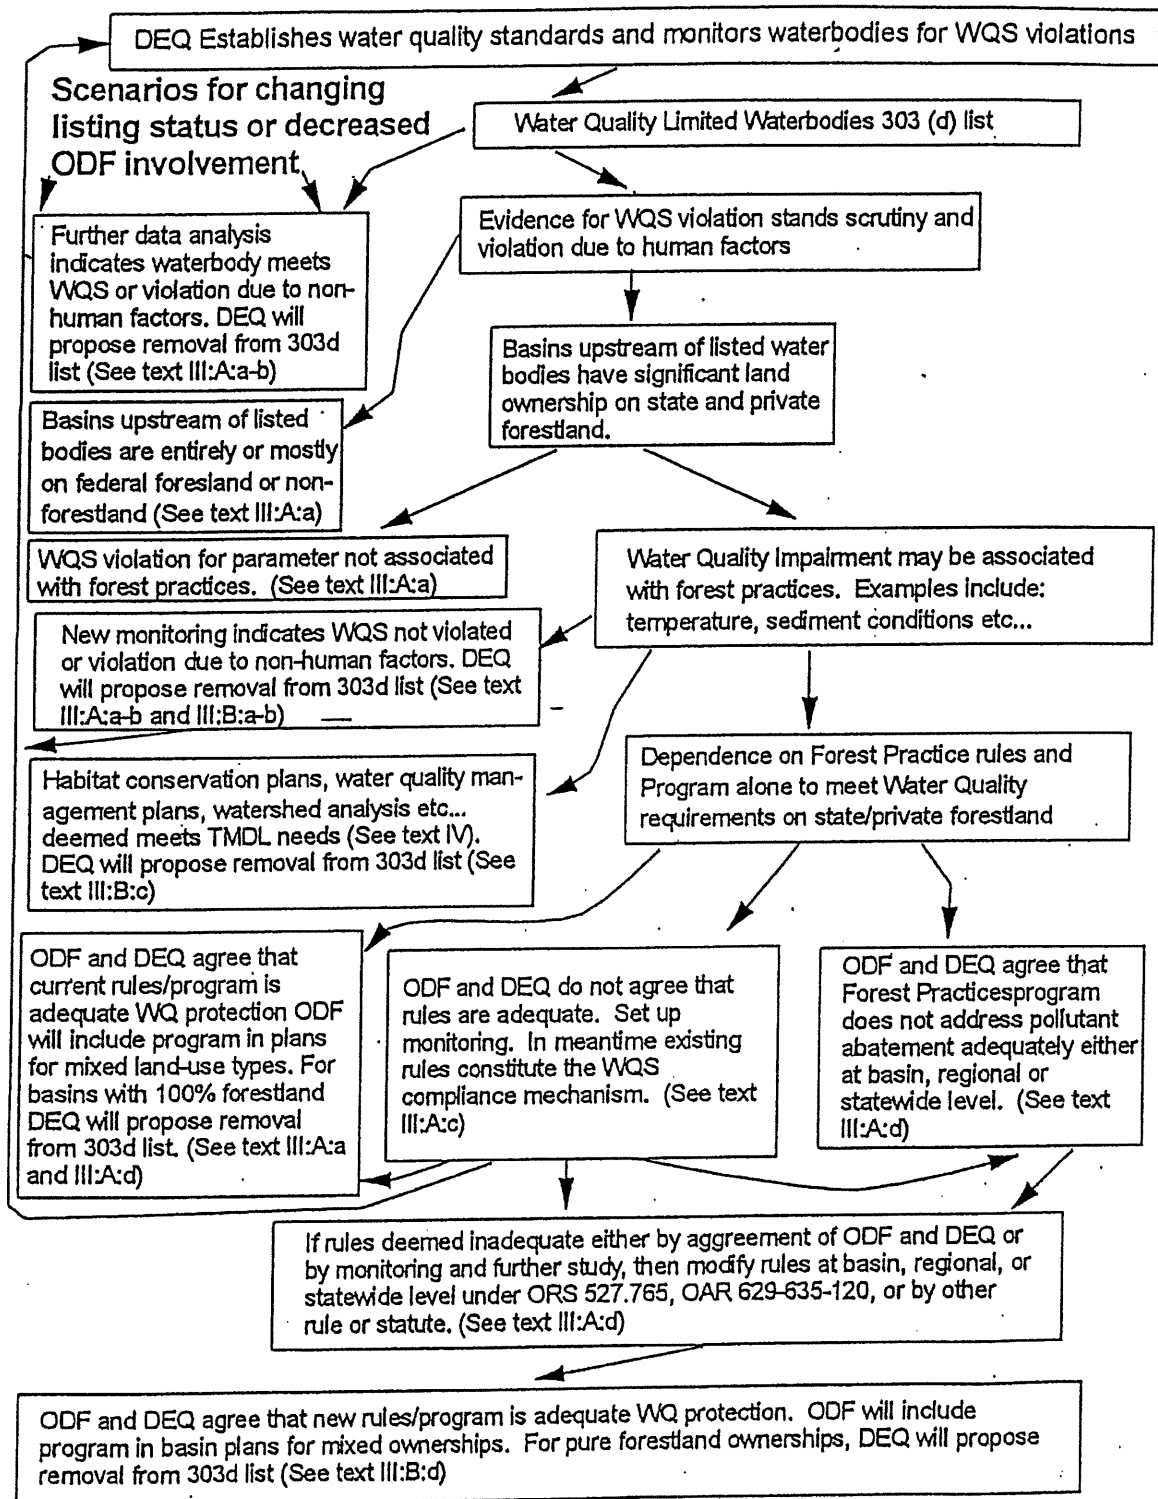 DEQ Establishes water quality standards and monitors waterbodies for WQS violations
Scenarios for changing
listing status or decreased
ODF involvement
Water Quality Limited Waterbodies 303 (d) list
Further data analysis
indicates waterbody meets
WQS or violation due to non-
human factors. DEQ will
propose removal from 303d
list (See text III:A:a-b)
Evidence for WQS violation stands scrutiny and
violation due to human factors
Basins upstream of listed water
bodies have significant land
ownership on state and private
forestland.
Basins upstream of listed
bodies are entirely or mostly
on federal foresland or non-
forestland (See text III:A:a)
WQS violation for parameter not associated
with forest practices. (See text III:A:a)
Water Quality Impairment may be associated
with forest practices. Examples include:
temperature, sediment conditions etc...
New monitoring indicates WQS not violated
or violation due to non-human factors. DEQ
will propose removal from 303d list (See text
III:A:a-b and III:B:a-b)
Dependence on Forest Practice rules and
Program alone to meet Water Quality
requirements on state/private forestland
Habitat conservation plans, water quality man-
agement plans, watershed analysis etc...
deemed meets TMDL needs (See text IV).
DEQ will propose removal from 303d list (See
text III:B:c)
ODF and DEQ agree that
current rules/program is
adequate WQ protection ODF
will include program in plans
for mixed land-use types. For
basins with 100% forestland
DEQ will propose removal
from 303d list. (See text III:A:a
and III:A:d)
ODF and DEQ do not agree that
rules are adequate. Set up
monitoring. In meantime existing
rules constitute the WQS
compliance mechanism. (See text
III:A:c)
ODF and DEQ agree that
Forest Practicesprogram
does not address pollutant
abatement adequately either
at basin, regional or
statewide level. (See text
III:A:d)
If rules deemed inadequate either by aggreement of ODF and DEQ or
by monitoring and further study, then modify rules at basin, regional, or
statewide level under ORS 527.765, OAR 629-635-120, or by other
rule or statute. (See text III:A:d)
ODF and DEQ agree that new rules/program is adequate WQ protection. ODF will include
program in basin plans for mixed ownerships. For pure forestland ownerships, DEQ will propose
removal from 303d list (See text III:B:d)